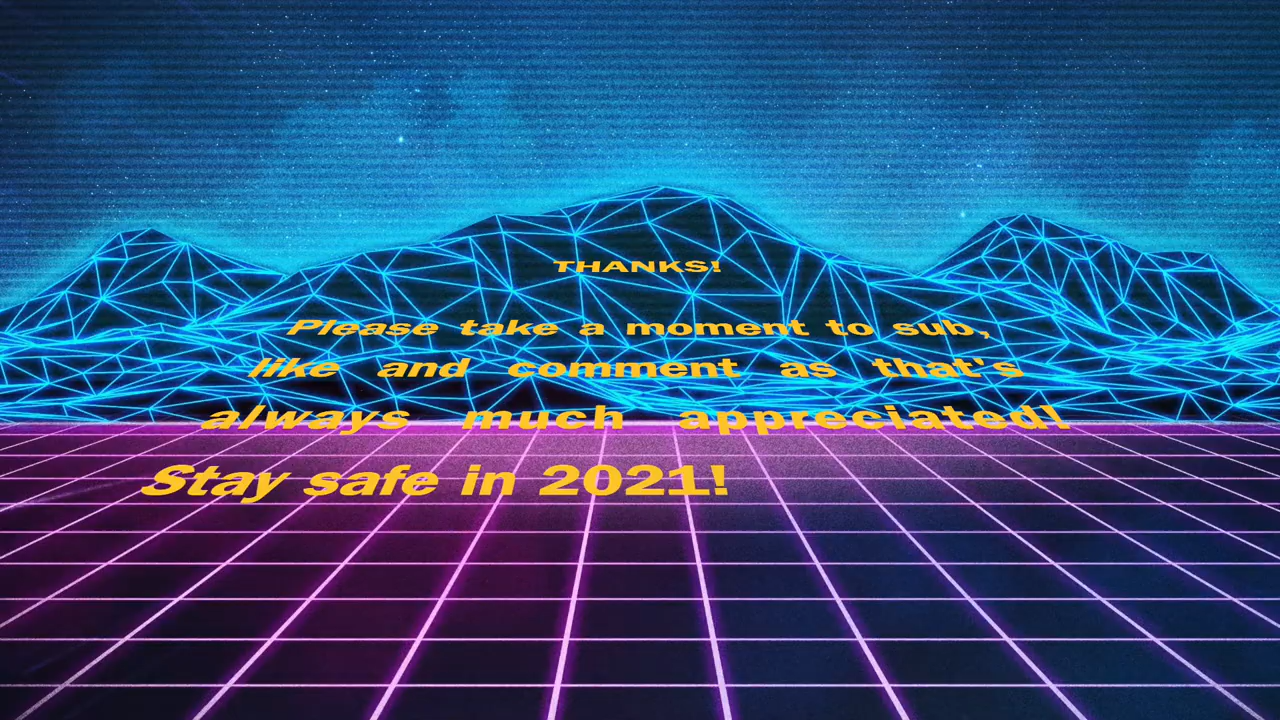 THANKS!
Please take a moment to sub,
like and comment as that's
always much appreciated!
Stay safe in 2021!